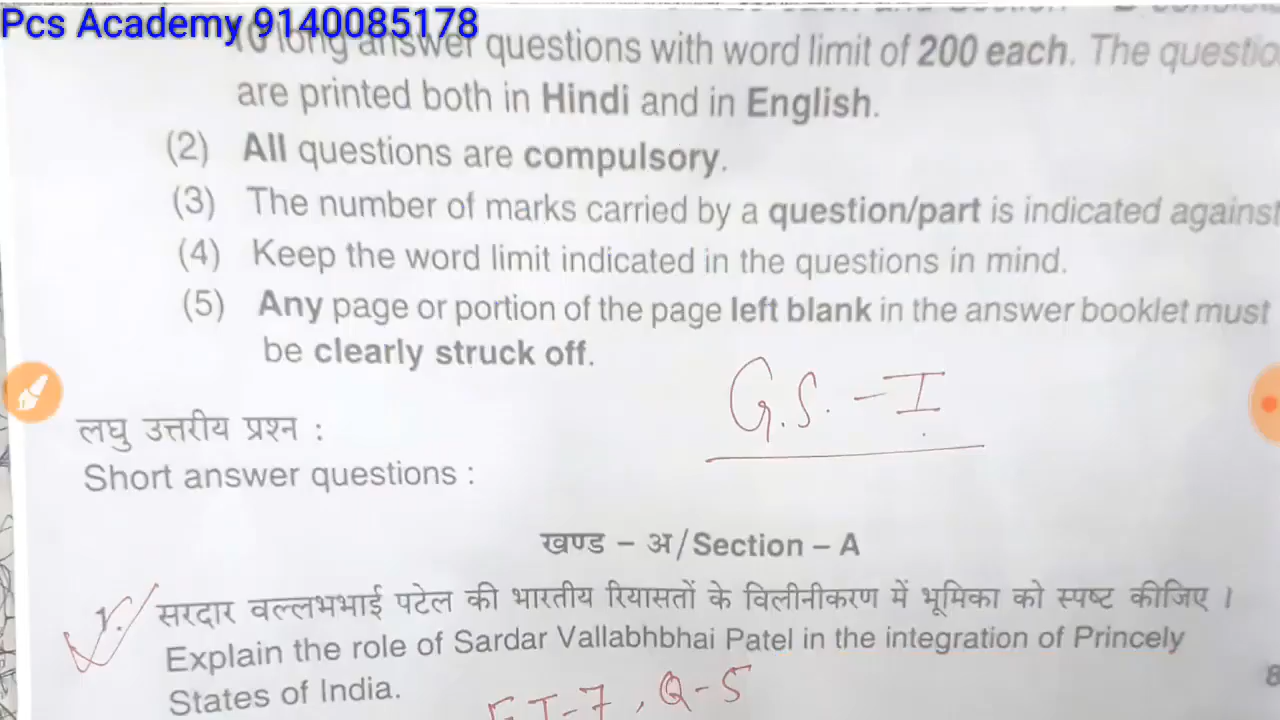 Pcs Academy 9140085178
10 long answer questions with word limit of 200 each. The questio
are printed both in Hindi and in English.
(2) All questions are compulsory.
(3) The number of marks carried by a question/part is indicated against
(4) Keep the word limit indicated in the questions in mind.
(5) Any page or portion of the page left blank in the answer booklet must
be clearly struck off.
G.S. - I
लघु उत्तरीय प्रश्न :
Short answer questions :
खण्ड - अ/Section - A
1. सरदार वल्लभभाई पटेल की भारतीय रियासतों के विलीनीकरण में भूमिका को स्पष्ट कीजिए ।
Explain the role of Sardar Vallabhbhai Patel in the integration of Princely
States of India.
8
T-7, Q-5